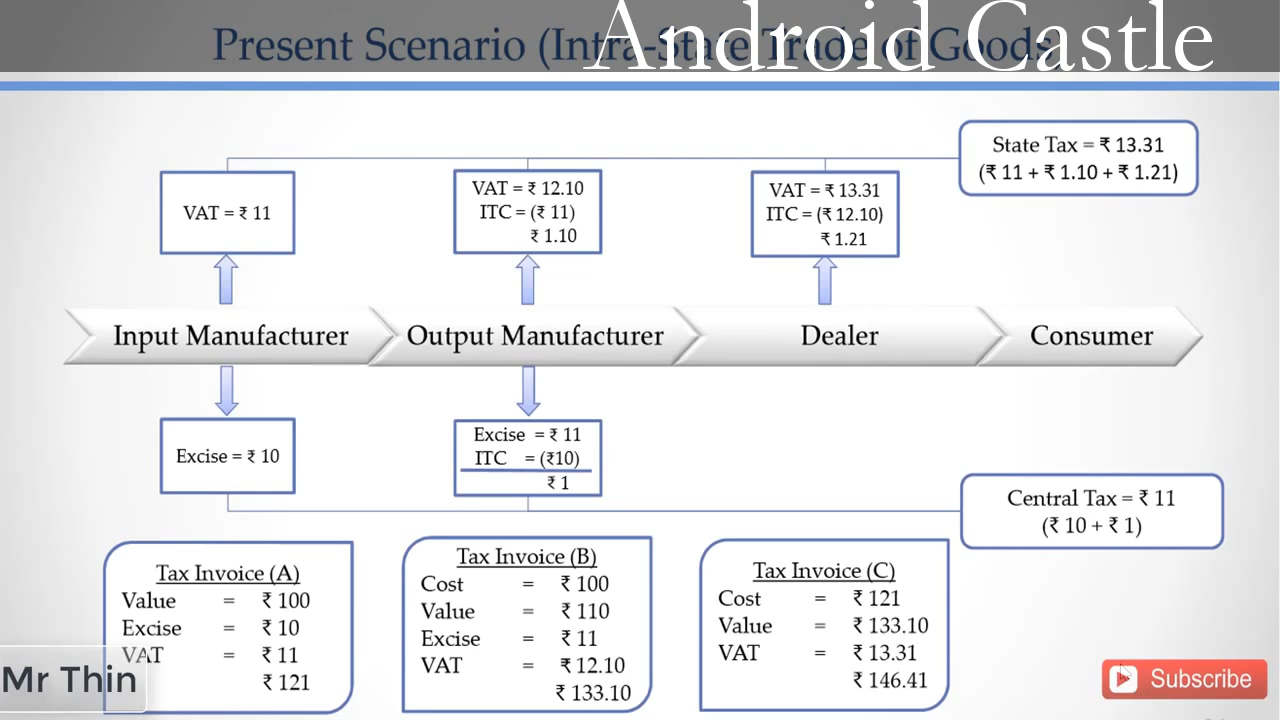 Present Scenario (Intra-State Trade of Goods)
Android Castle
State Tax = ₹ 13.31
(₹ 11 + ₹ 1.10 + ₹ 1.21)
VAT = ₹ 11
VAT = ₹ 12.10
ITC = (₹ 11)
₹ 1.10
VAT = ₹ 13.31
ITC = (₹ 12.10)
₹ 1.21
Input Manufacturer
Output Manufacturer
Dealer
Consumer
Excise = ₹ 10
Excise = ₹ 11
ITC = (₹10)
₹ 1
Central Tax = ₹ 11
(₹ 10 + ₹ 1)
Tax Invoice (A)
Value = ₹ 100
Excise = ₹ 10
VAT = ₹ 11
₹ 121
Tax Invoice (B)
Cost = ₹ 100
Value = ₹ 110
Excise = ₹ 11
VAT = ₹ 12.10
₹ 133.10
Tax Invoice (C)
Cost = ₹ 121
Value = ₹ 133.10
VAT = ₹ 13.31
₹ 146.41
Mr Thin
Subscribe